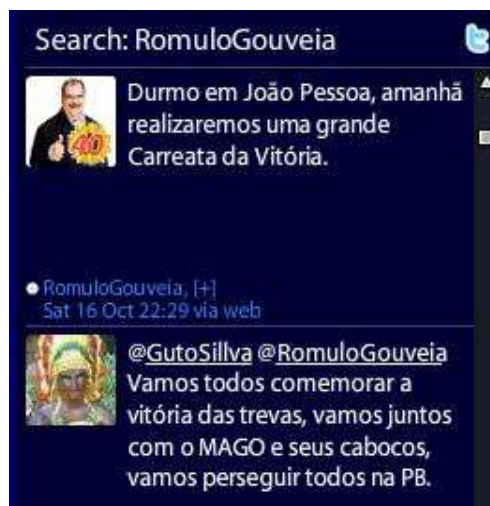 Search: RomuloGouveia
Durmo em João Pessoa, amanhã
realizaremos uma grande
Carreata da Vitória.
40
RomuloGouveia, [+]
Sat 16 Oct 22:29 via web
@GutoSillva @RomuloGouveia
Vamos todos comemorar a
vitória das trevas, vamos juntos
com o MAGO e seus cabocos,
vamos perseguir todos na PB.